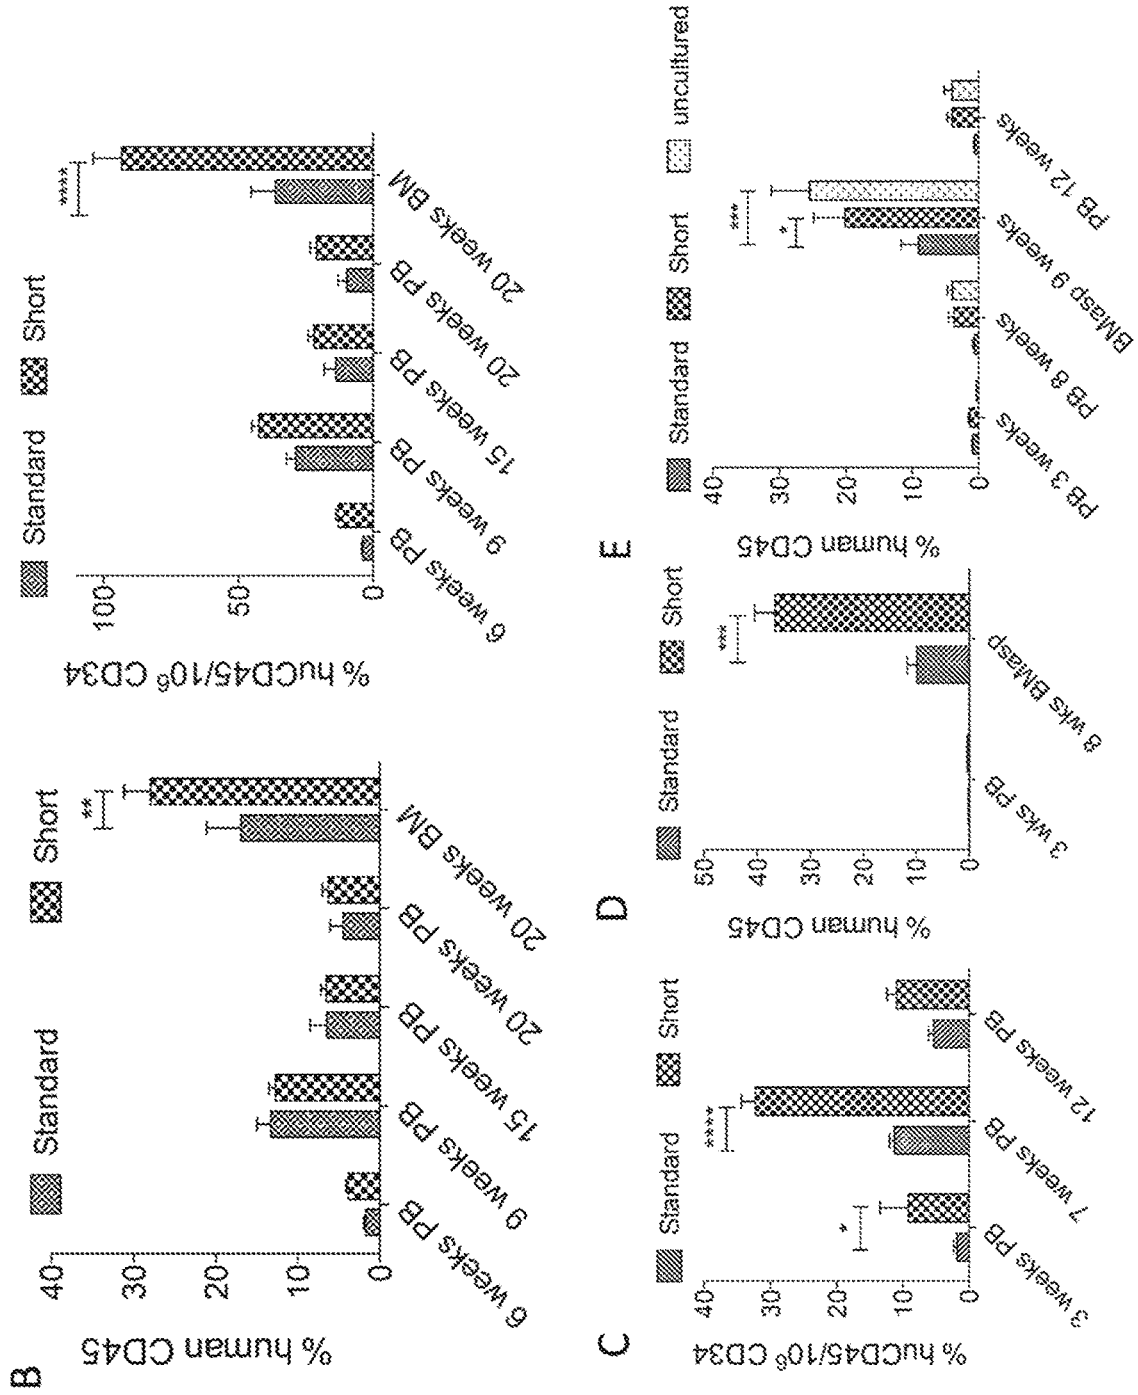 B
Standard
Short
% human CD45
40
30
20
10
0
**
6 weeks PB
9 weeks PB
15 weeks PB
20 weeks PB
20 weeks BM
Standard
Short
% huCD45/10⁶ CD34
100
50
0
****
6 weeks PB
9 weeks PB
15 weeks PB
20 weeks PB
20 weeks BM
C
Standard
Short
% huCD45/10⁶ CD34
40
30
20
10
0
*
****
3 weeks PB
7 weeks PB
12 weeks PB
D
Standard
Short
% human CD45
50
40
30
20
10
0
***
3 wks PB
8 wks BMasp
E
Standard
Short
uncultured
% human CD45
40
30
20
10
0
***
*
PB 3 weeks
PB 8 weeks
BMasp 9 weeks
PB 12 weeks